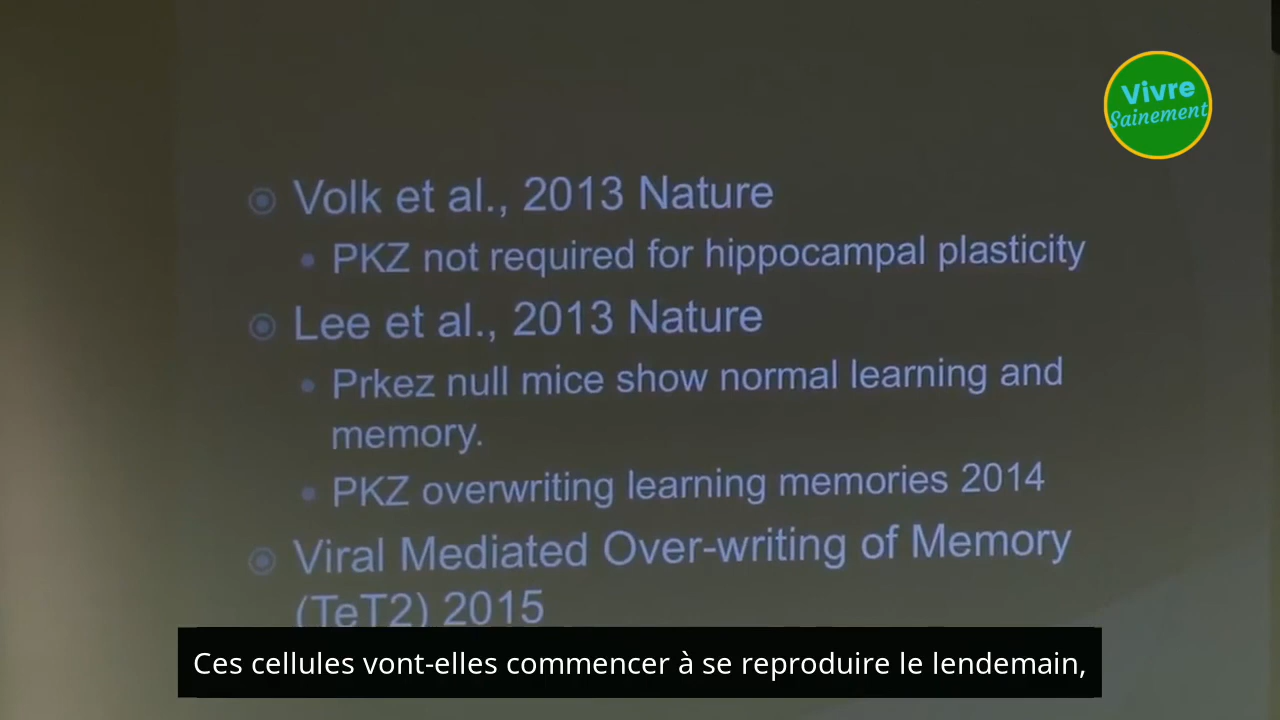 Vivre
Sainement
Volk et al., 2013 Nature
PKZ not required for hippocampal plasticity
Lee et al., 2013 Nature
Prkez null mice show normal learning and
memory.
PKZ overwriting learning memories 2014
Viral Mediated Over-writing of Memory
(TeT2) 2015
Ces cellules vont-elles commencer à se reproduire le lendemain,